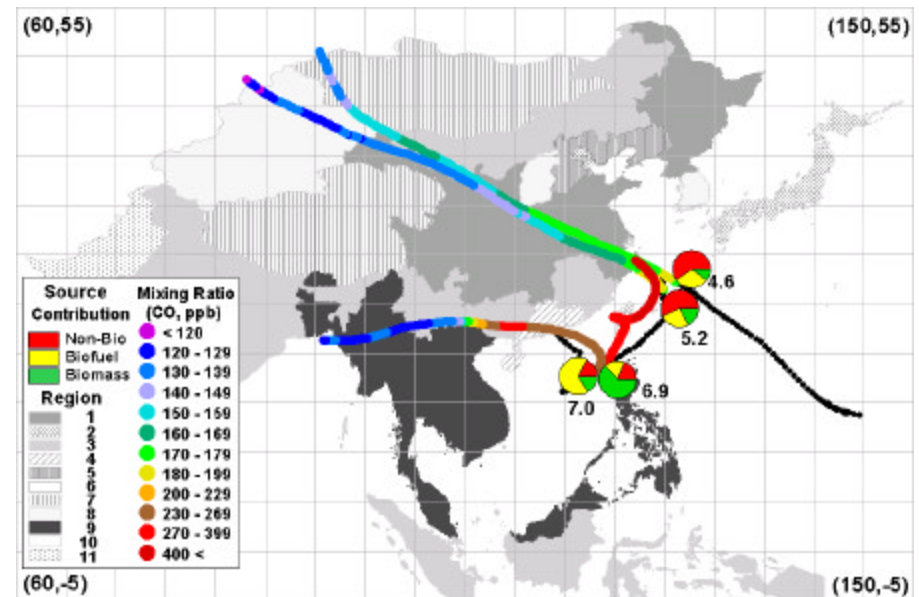 (60,55)
(150,55)
4.6
5.2
6.9
7.0
Source
Contribution
Non-Bio
Biofuel
Biomass
Region
1
2
3
4
5
6
7
8
9
10
11
Mixing Ratio
(CO, ppb)
< 120
120 - 129
130 - 139
140 - 149
150 - 159
160 - 169
170 - 179
180 - 199
200 - 229
230 - 269
270 - 399
400 <
(60,-5)
(150,-5)